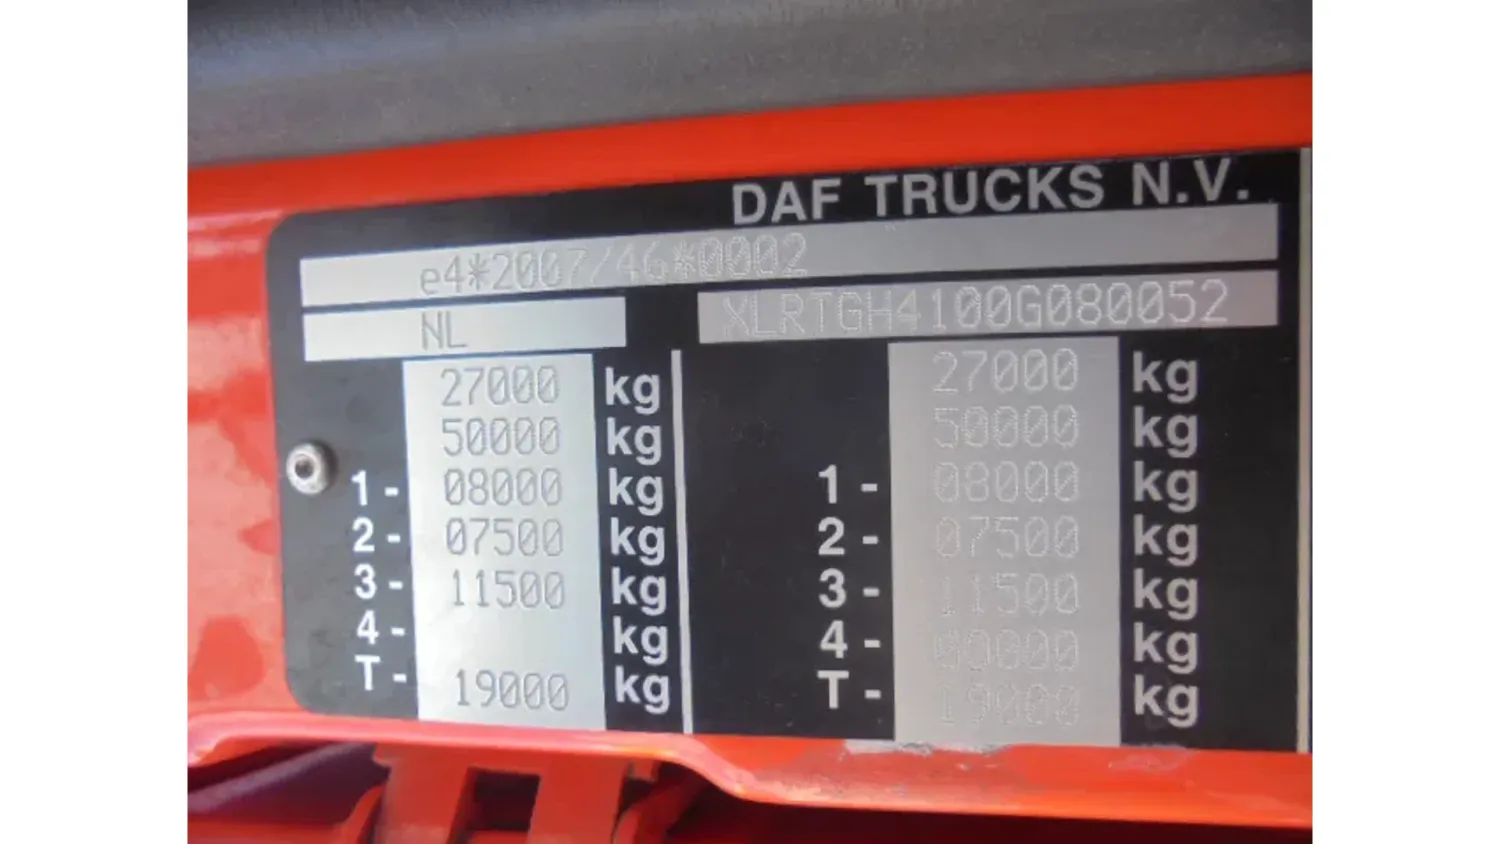 DAF TRUCKS N.V.
e4*2007/46*0002
NL XLRTGH4100G080052
27000 kg 27000 kg
50000 kg 50000 kg
1 - 08000 kg 1 - 08000 kg
2 - 07500 kg 2 - 07500 kg
3 - 11500 kg 3 - 11500 kg
4 - kg 4 - 00000 kg
T - 19000 kg T - 19000 kg